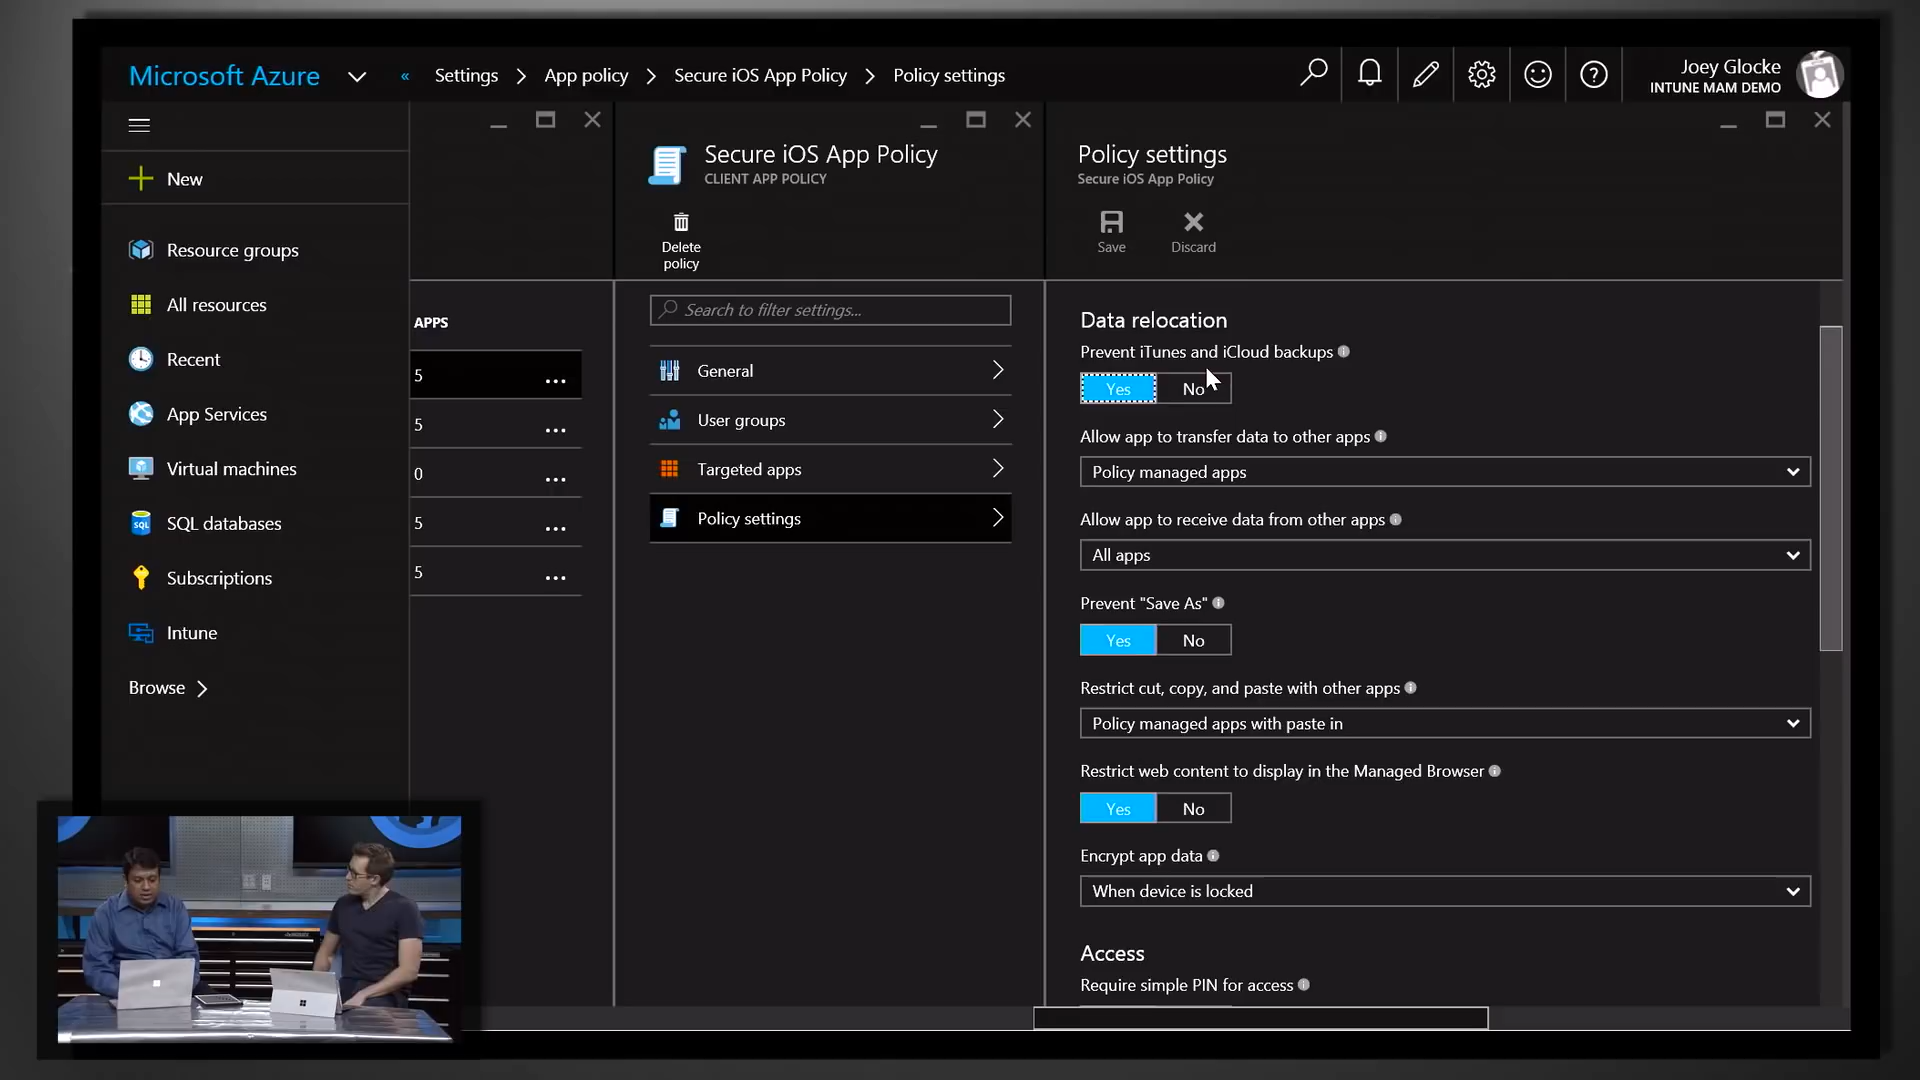 Microsoft Azure
Settings
App policy
Secure iOS App Policy
Policy settings
Joey Glocke
INTUNE MAM DEMO
New
Resource groups
All resources
Recent
App Services
Virtual machines
SQL
SQL databases
Subscriptions
Intune
Browse
APPS
5 ...
5 ...
0 ...
5 ...
5 ...
Secure iOS App Policy
CLIENT APP POLICY
Delete
policy
Search to filter settings...
General
User groups
Targeted apps
Policy settings
Policy settings
Secure iOS App Policy
Save
Discard
Data relocation
Prevent iTunes and iCloud backups
Yes No
Allow app to transfer data to other apps
Policy managed apps
Allow app to receive data from other apps
All apps
Prevent "Save As"
Yes No
Restrict cut, copy, and paste with other apps
Policy managed apps with paste in
Restrict web content to display in the Managed Browser
Yes No
Encrypt app data
When device is locked
Access
Require simple PIN for access